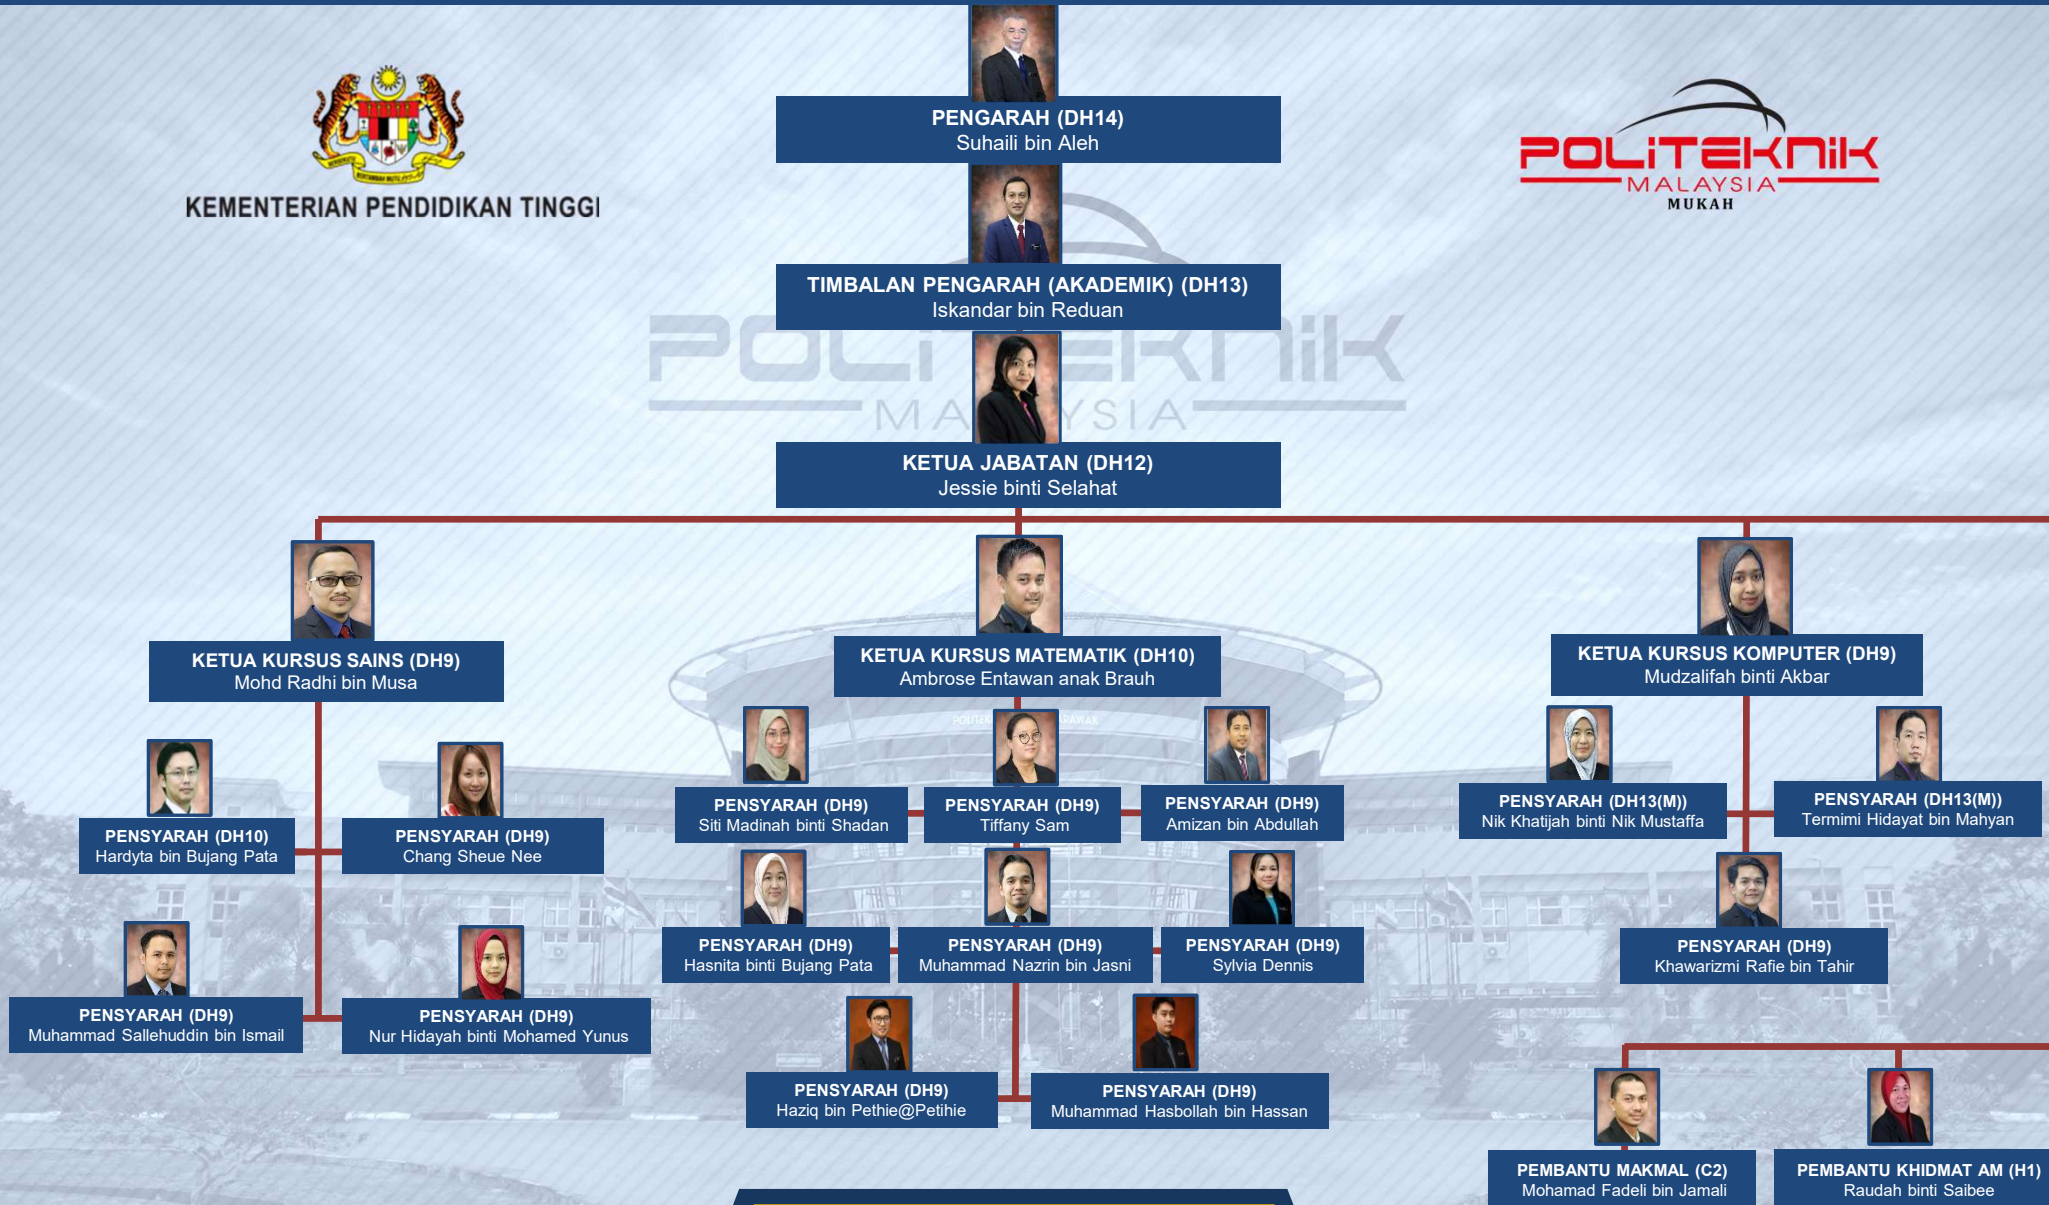 KEMENTERIAN PENDIDIKAN TINGGI
POLITEKNIK
MALAYSIA
MUKAH
PENGARAH (DH14)
Suhaili bin Aleh
TIMBALAN PENGARAH (AKADEMIK) (DH13)
Iskandar bin Reduan
KETUA JABATAN (DH12)
Jessie binti Selahat
KETUA KURSUS SAINS (DH9)
Mohd Radhi bin Musa
PENSYARAH (DH10)
Hardyta bin Bujang Pata
PENSYARAH (DH9)
Chang Sheue Nee
PENSYARAH (DH9)
Muhammad Sallehuddin bin Ismail
PENSYARAH (DH9)
Nur Hidayah binti Mohamed Yunus
KETUA KURSUS MATEMATIK (DH10)
Ambrose Entawan anak Brauh
PENSYARAH (DH9)
Siti Madinah binti Shadan
PENSYARAH (DH9)
Tiffany Sam
PENSYARAH (DH9)
Amizan bin Abdullah
PENSYARAH (DH9)
Hasnita binti Bujang Pata
PENSYARAH (DH9)
Muhammad Nazrin bin Jasni
PENSYARAH (DH9)
Sylvia Dennis
PENSYARAH (DH9)
Haziq bin Pethie@Petihie
PENSYARAH (DH9)
Muhammad Hasbollah bin Hassan
KETUA KURSUS KOMPUTER (DH9)
Mudzalifah binti Akbar
PENSYARAH (DH13(M))
Nik Khatijah binti Nik Mustaffa
PENSYARAH (DH13(M))
Termimi Hidayat bin Mahyan
PENSYARAH (DH9)
Khawarizmi Rafie bin Tahir
PEMBANTU MAKMAL (C2)
Mohamad Fadeli bin Jamali
PEMBANTU KHIDMAT AM (H1)
Raudah binti Saibee